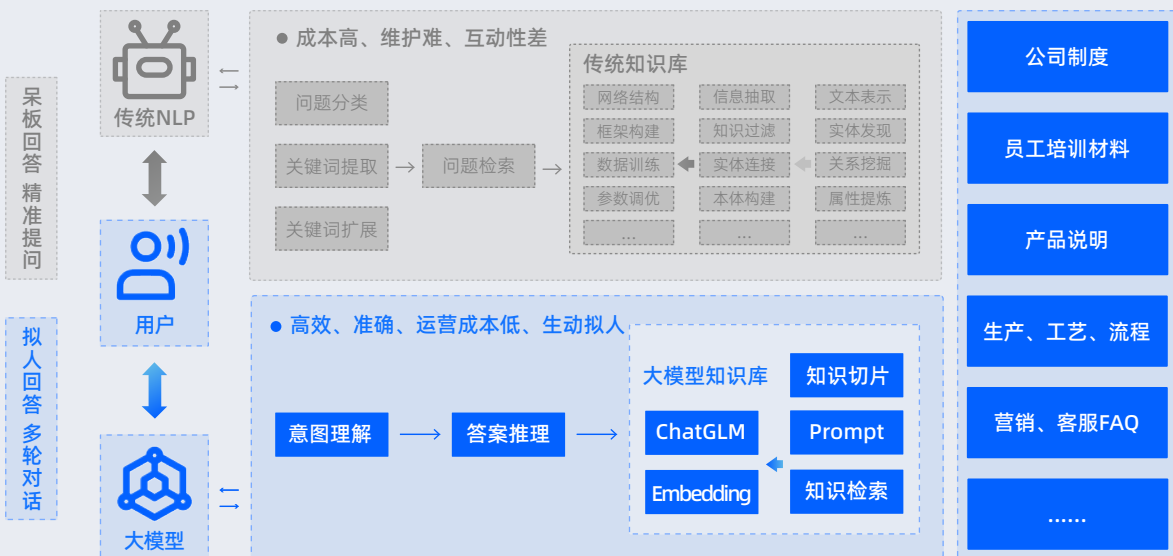 呆板回答 精准提问
传统NLP
成本高、维护难、互动性差
问题分类
关键词提取
问题检索
关键词扩展
传统知识库
网络结构
信息抽取
文本表示
框架构建
知识过滤
实体发现
数据训练
实体连接
关系挖掘
参数调优
本体构建
属性提炼
...
...
...
用户
拟人回答 多轮对话
大模型
高效、准确、运营成本低、生动拟人
意图理解
答案推理
大模型知识库
知识切片
ChatGLM
Prompt
Embedding
知识检索
公司制度
员工培训材料
产品说明
生产、工艺、流程
营销、客服FAQ
......